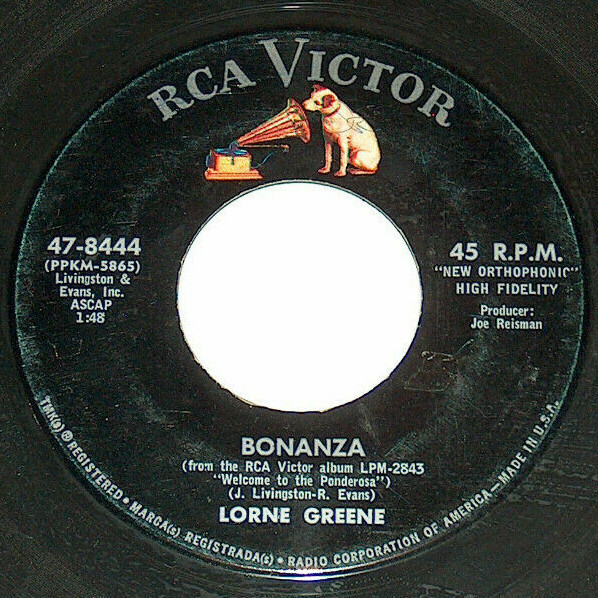 RCA VICTOR
47-8444
(PPKM-5865)
Livingston &
Evans, Inc.
ASCAP
1:48
45 R.P.M.
"NEW ORTHOPHONIC"
HIGH FIDELITY
Producer:
Joe Reisman
BONANZA
(from the RCA Victor album LPM-2843
"Welcome to the Ponderosa")
(J. Livingston-R. Evans)
LORNE GREENE
TMK(s) ® REGISTERED • MARCA(s) REGISTRADA(s) • RADIO CORPORATION OF AMERICA—MADE IN U.S.A.